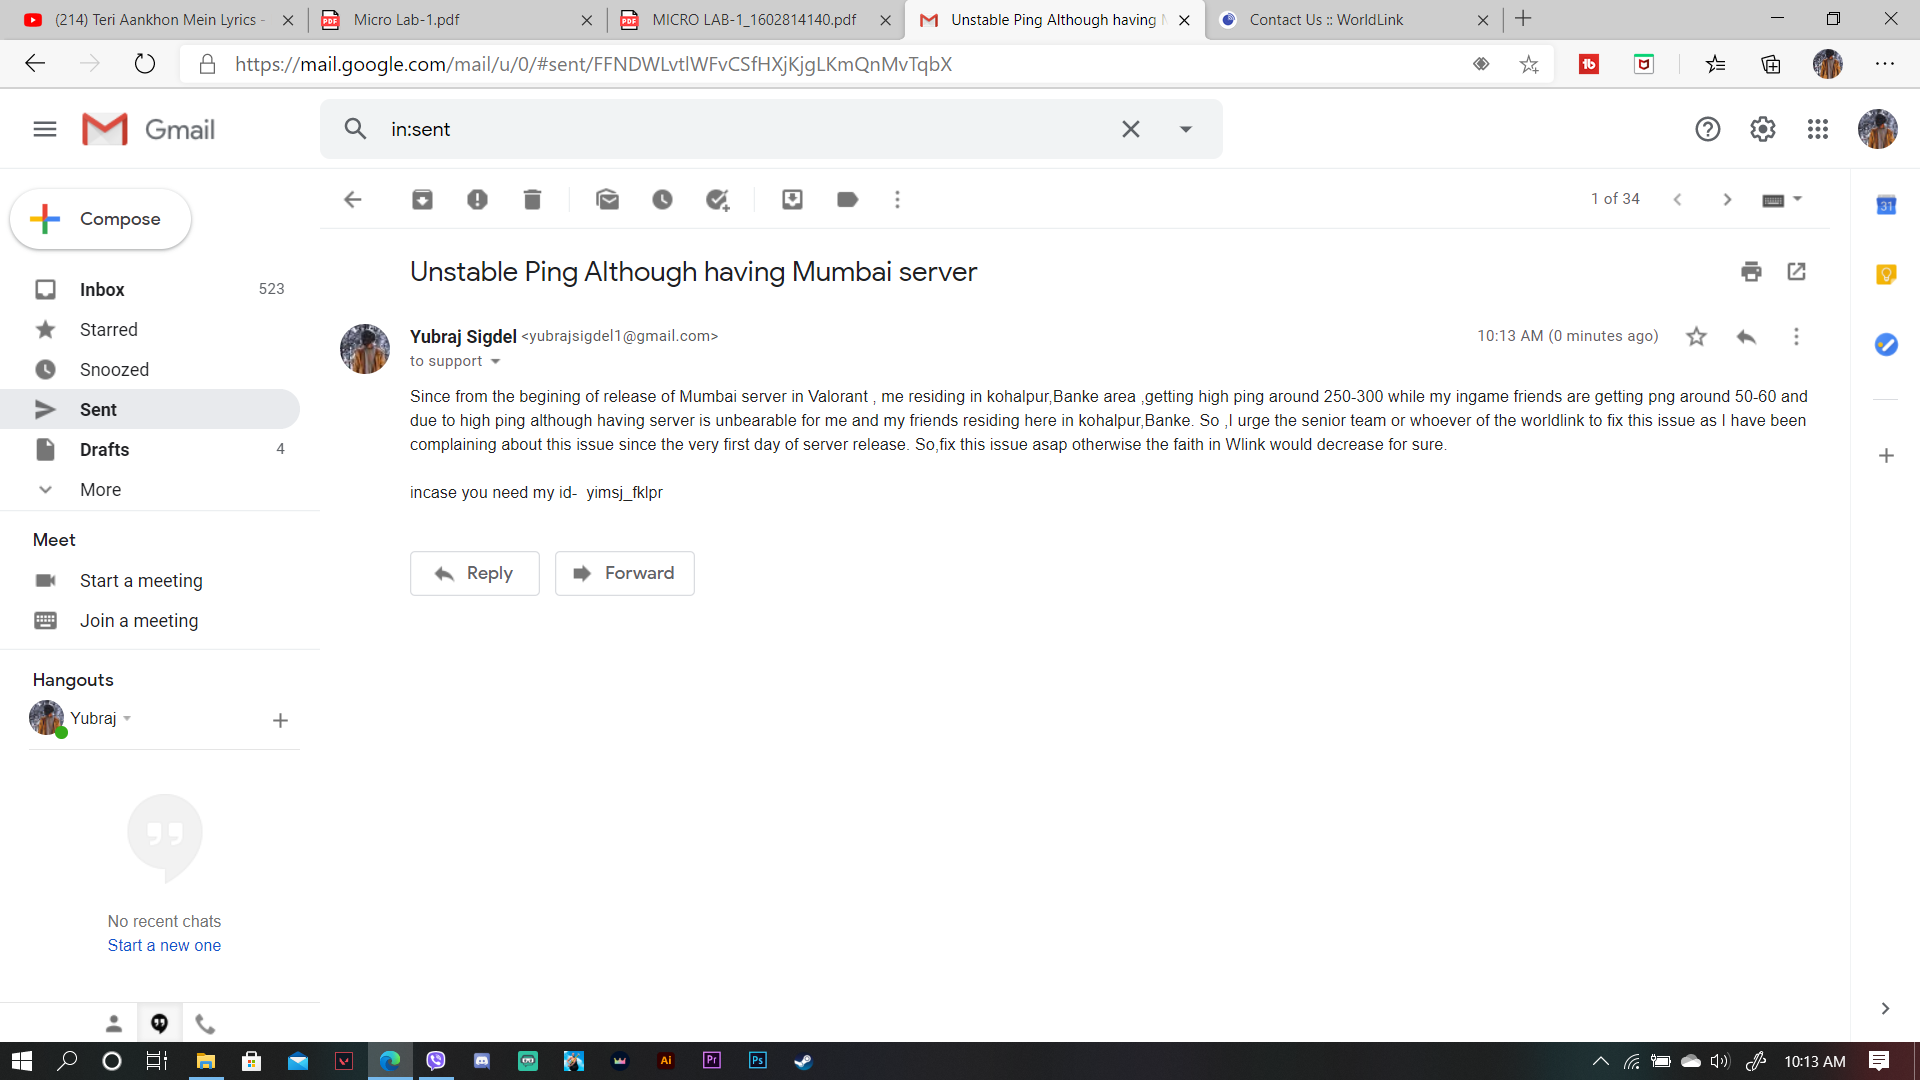 (214) Teri Aankhon Mein Lyrics -
Micro Lab-1.pdf
MICRO LAB-1_1602814140.pdf
Unstable Ping Although having
Contact Us :: WorldLink
https://mail.google.com/mail/u/0/#sent/FFNDWLvtlWFvCSfHXjKjgLKmQnMvTqbX
Gmail
in:sent
Compose
1 of 34
31
Unstable Ping Although having Mumbai server
Inbox 523
Starred
Snoozed
Sent
Drafts 4
More
Yubraj Sigdel <yubrajsigdel1@gmail.com>
10:13 AM (0 minutes ago)
to support
Since from the begining of release of Mumbai server in Valorant , me residing in kohalpur,Banke area ,getting high ping around 250-300 while my ingame friends are getting png around 50-60 and
due to high ping although having server is unbearable for me and my friends residing here in kohalpur,Banke. So ,I urge the senior team or whoever of the worldlink to fix this issue as I have been
complaining about this issue since the very first day of server release. So,fix this issue asap otherwise the faith in Wlink would decrease for sure.
incase you need my id-  yimsj_fklpr
Reply
Forward
Meet
Start a meeting
Join a meeting
Hangouts
Yubraj
No recent chats
Start a new one
Ai
Pr
Ps
10:13 AM